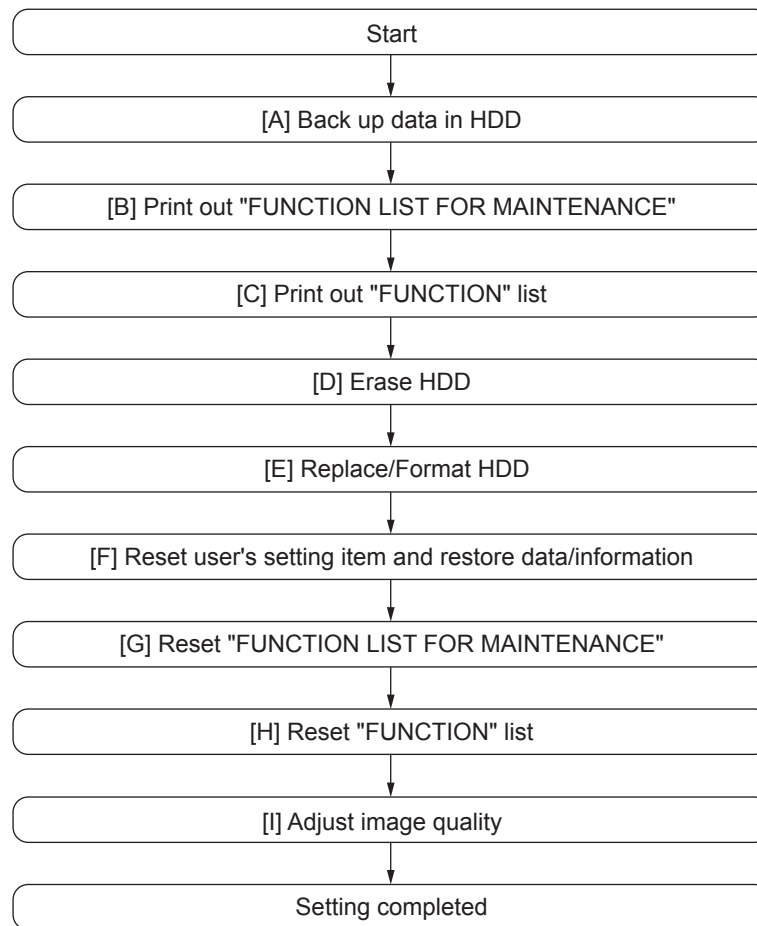 Start
[A] Back up data in HDD
[B] Print out "FUNCTION LIST FOR MAINTENANCE"
[C] Print out "FUNCTION" list
[D] Erase HDD
[E] Replace/Format HDD
[F] Reset user's setting item and restore data/information
[G] Reset "FUNCTION LIST FOR MAINTENANCE"
[H] Reset "FUNCTION" list
[I] Adjust image quality
Setting completed